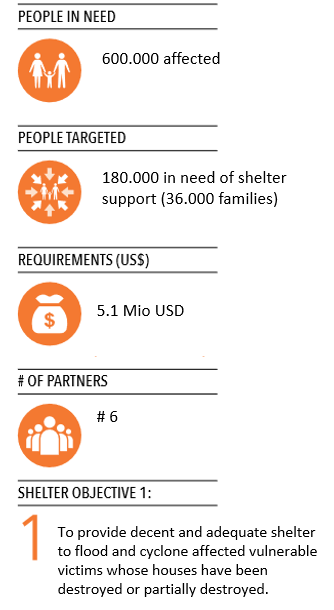 PEOPLE IN NEED
600.000 affected
PEOPLE TARGETED
180.000 in need of shelter
support (36.000 families)
REQUIREMENTS (US$)
$
5.1 Mio USD
# OF PARTNERS
# 6
SHELTER OBJECTIVE 1:
1
To provide decent and adequate shelter
to flood and cyclone affected vulnerable
victims whose houses have been
destroyed or partially destroyed.